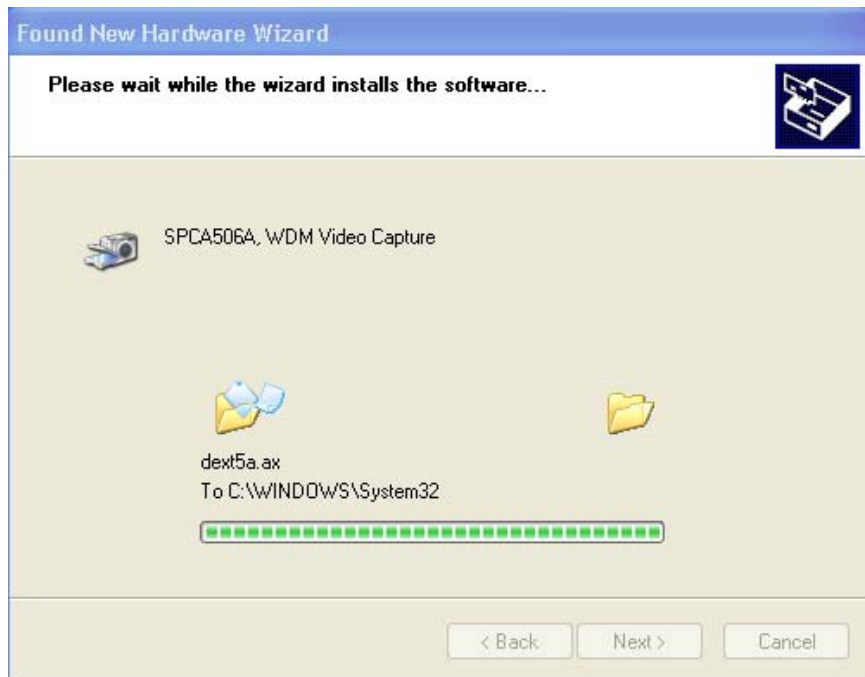 Found New Hardware Wizard
Please wait while the wizard installs the software...
SPCA506A, WDM Video Capture
dext5a.ax
To C:\WINDOWS\System32
< Back
Next >
Cancel